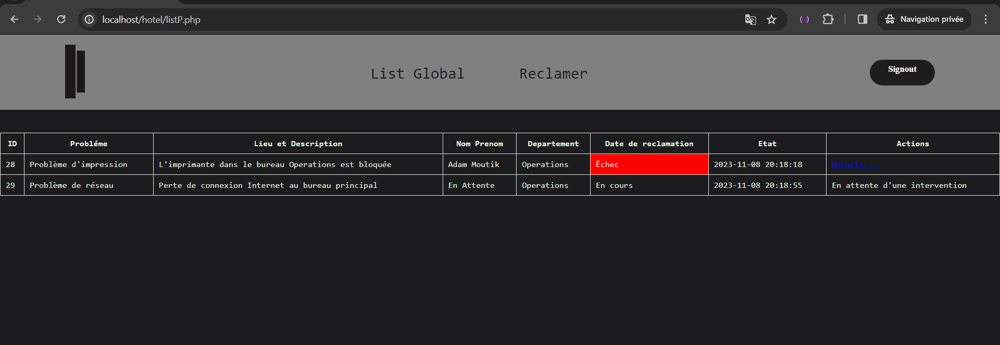 localhost/hotel/listP.php
Navigation privée
List Global Reclamer Signout
ID Probléme Lieu et Description Nom Prenom Departement Date de reclamation Etat Actions
28 Problème d'impression L'imprimante dans le bureau Operations est bloquée Adam Moutik Operations Échec 2023-11-08 20:18:18 Details...
29 Problème de réseau Perte de connexion Internet au bureau principal En Attente Operations En cours 2023-11-08 20:18:55 En attente d'une intervention